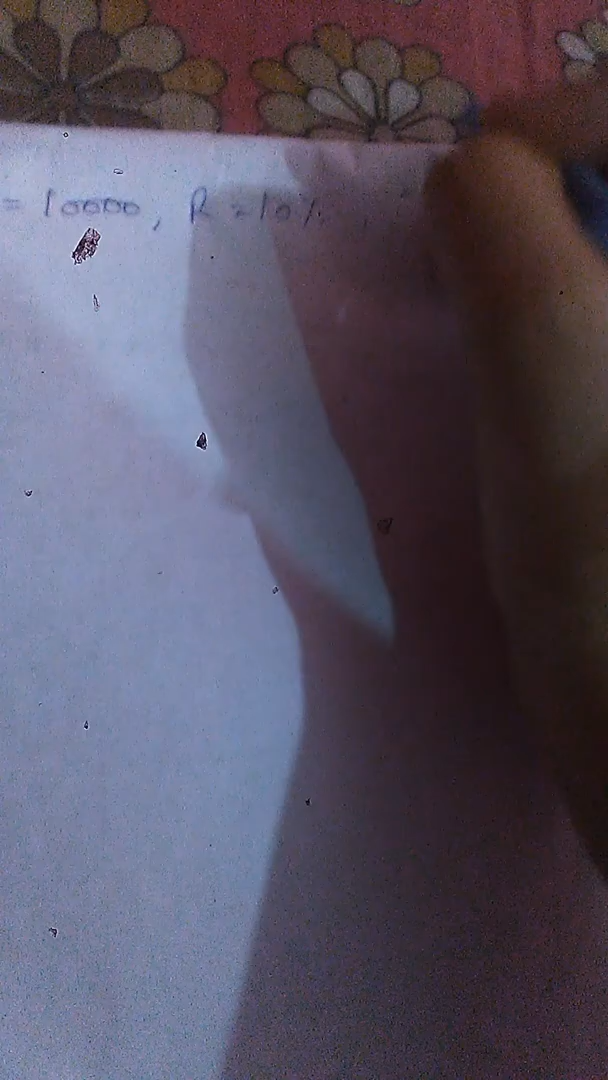 = 10000, R = 10% ,